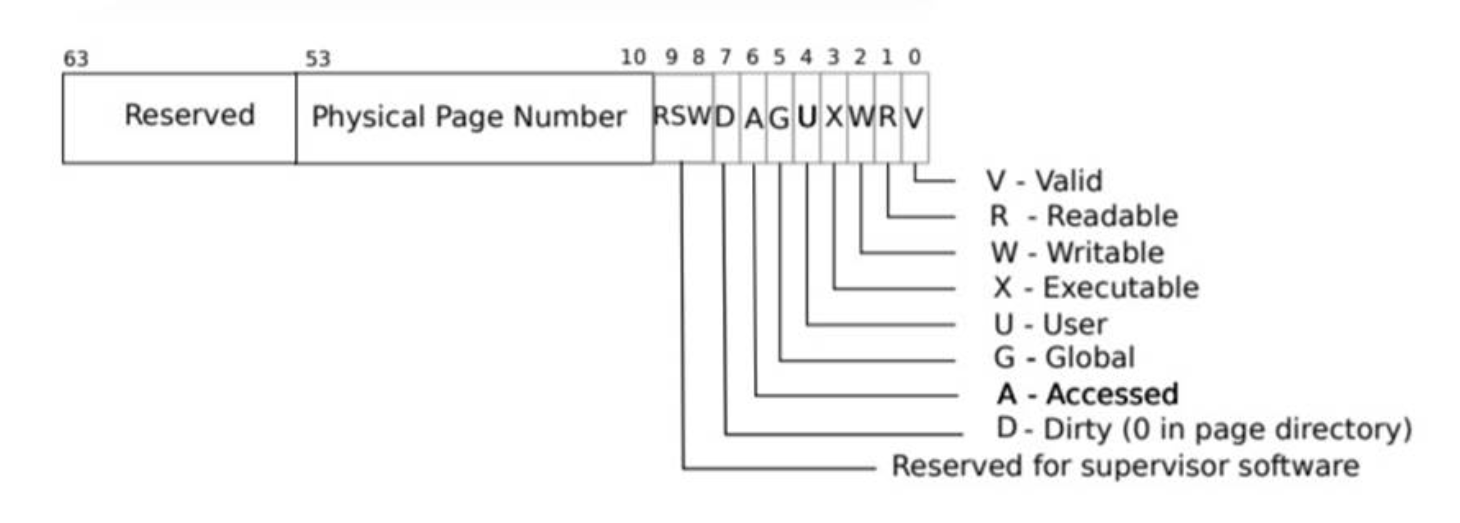 63 53 10 9 8 7 6 5 4 3 2 1 0
Reserved Physical Page Number RSW D A G U X W R V
V - Valid
R - Readable
W - Writable
X - Executable
U - User
G - Global
A - Accessed
D - Dirty (0 in page directory)
Reserved for supervisor software